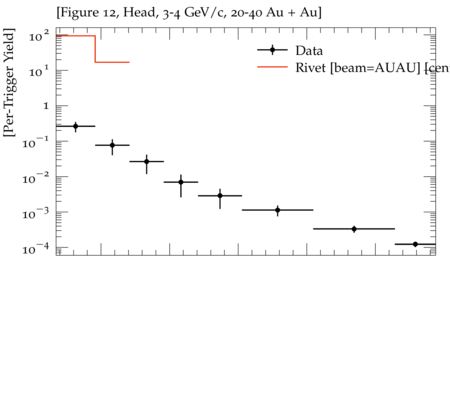 [Figure 12, Head, 3-4 GeV/c, 20-40 Au + Au]
[Per-Trigger Yield]
10²
10¹
1
10⁻¹
10⁻²
10⁻³
10⁻⁴
Data
Rivet [beam=AUAU] [cen